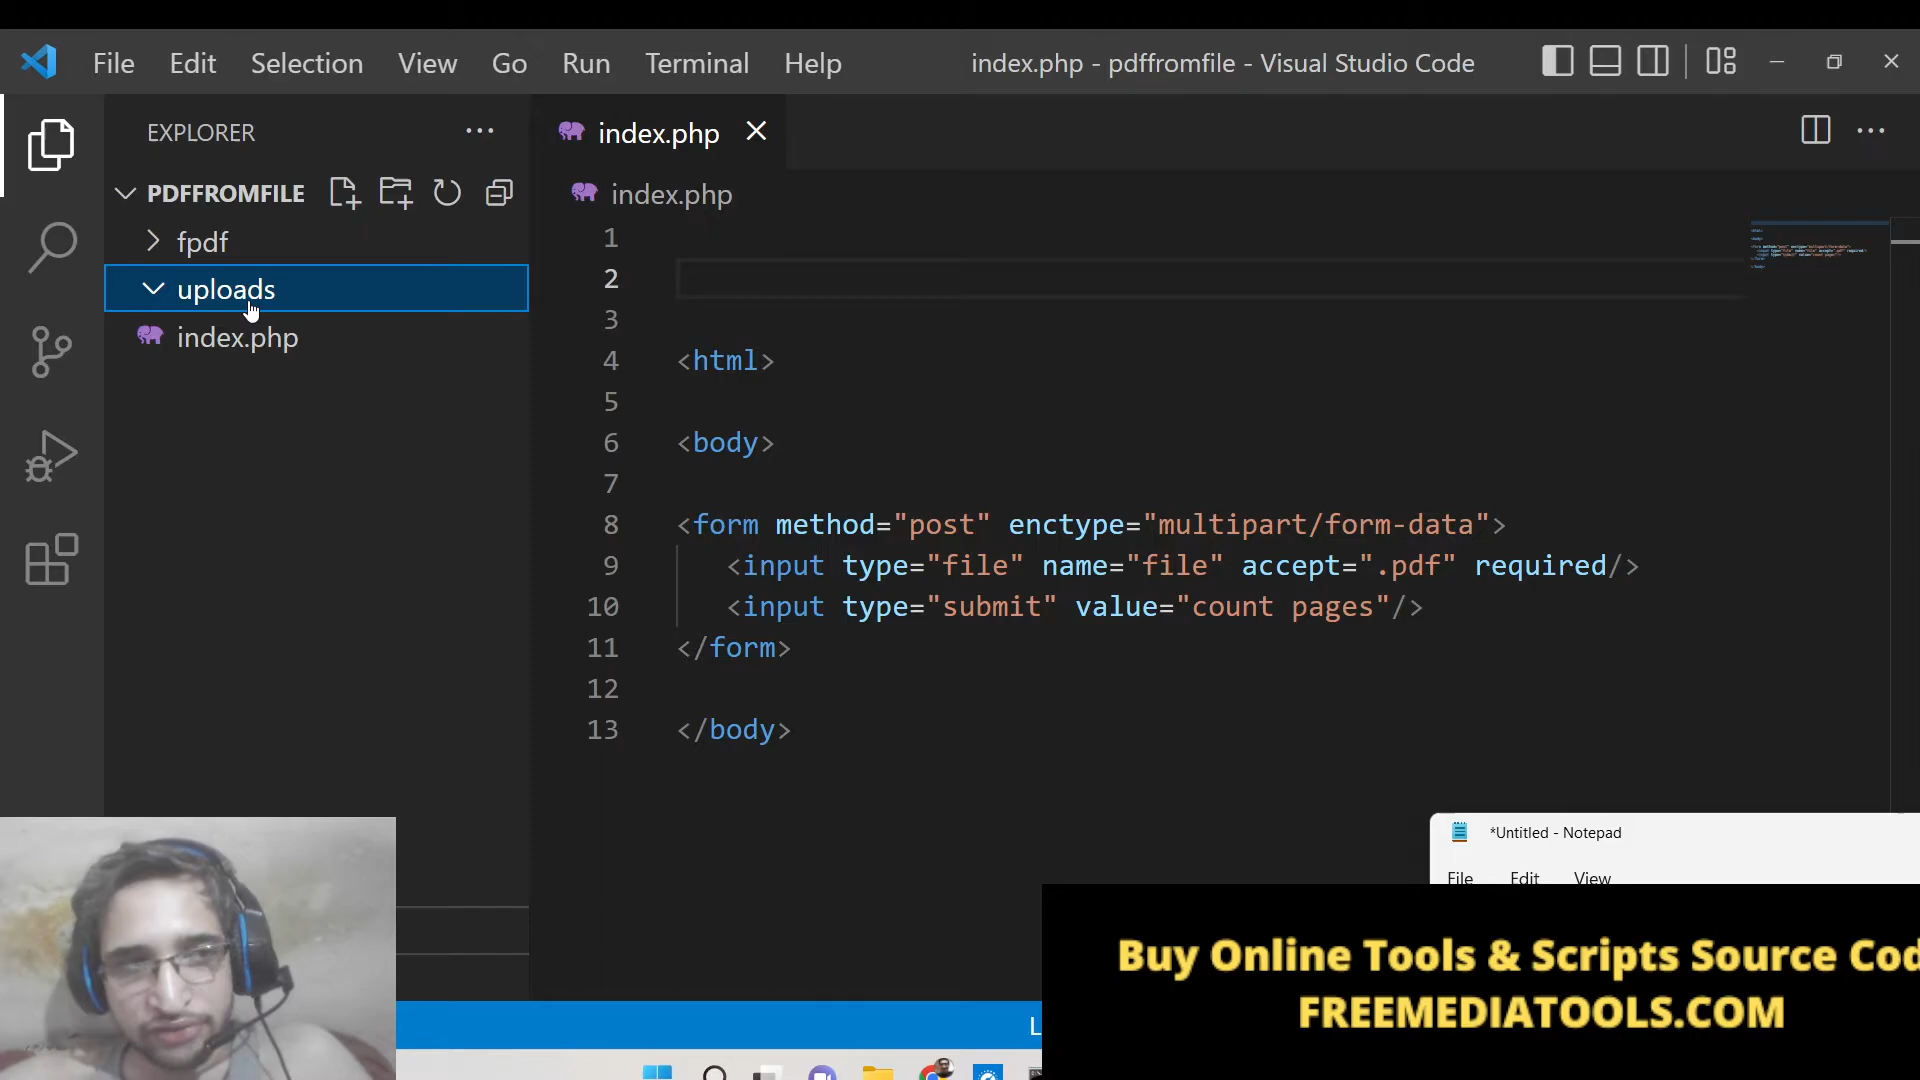 File Edit Selection View Go Run Terminal Help index.php - pdffromfile - Visual Studio Code
EXPLORER
index.php
PDFFROMFILE
index.php
fpdf
uploads
index.php
1
2
3
4 <html>
5
6 <body>
7
8 <form method="post" enctype="multipart/form-data">
9 <input type="file" name="file" accept=".pdf" required/>
10 <input type="submit" value="count pages"/>
11 </form>
12
13 </body>
*Untitled - Notepad
File Edit View
Buy Online Tools & Scripts Source Cod
FREEMEDIATOOLS.COM
L